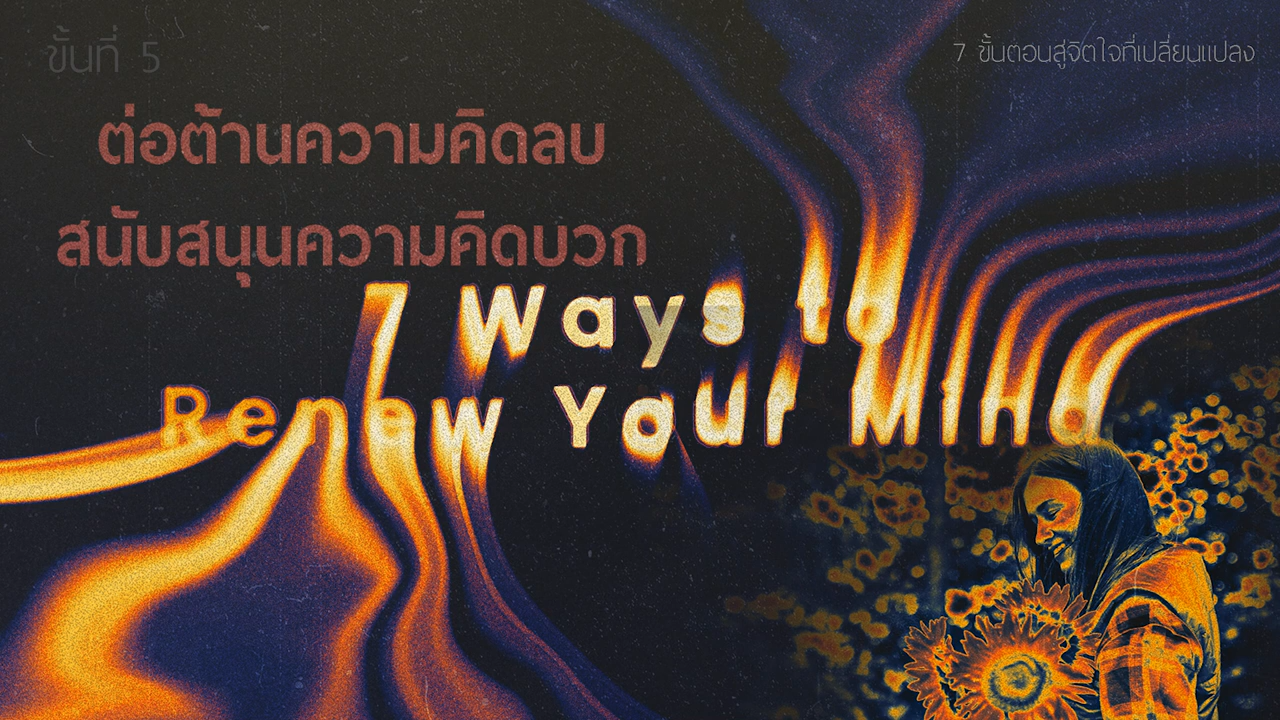 ขั้นที่ 5
7 ขั้นตอนสู่จิตใจที่เปลี่ยนแปลง
ต่อต้านความคิดลบ
สนับสนุนความคิดบวก
7 Ways to
Renew Your Mind